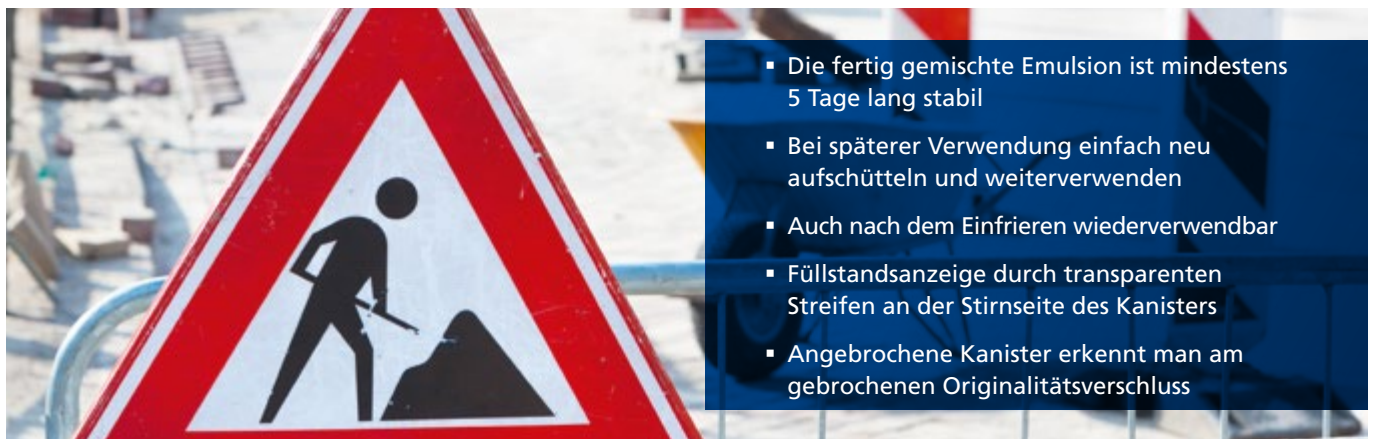 ▪ Die fertig gemischte Emulsion ist mindestens
5 Tage lang stabil
▪ Bei späterer Verwendung einfach neu
aufschütteln und weiterverwenden
▪ Auch nach dem Einfrieren wiederverwendbar
▪ Füllstandsanzeige durch transparenten
Streifen an der Stirnseite des Kanisters
▪ Angebrochene Kanister erkennt man am
gebrochenen Originalitätsverschluss